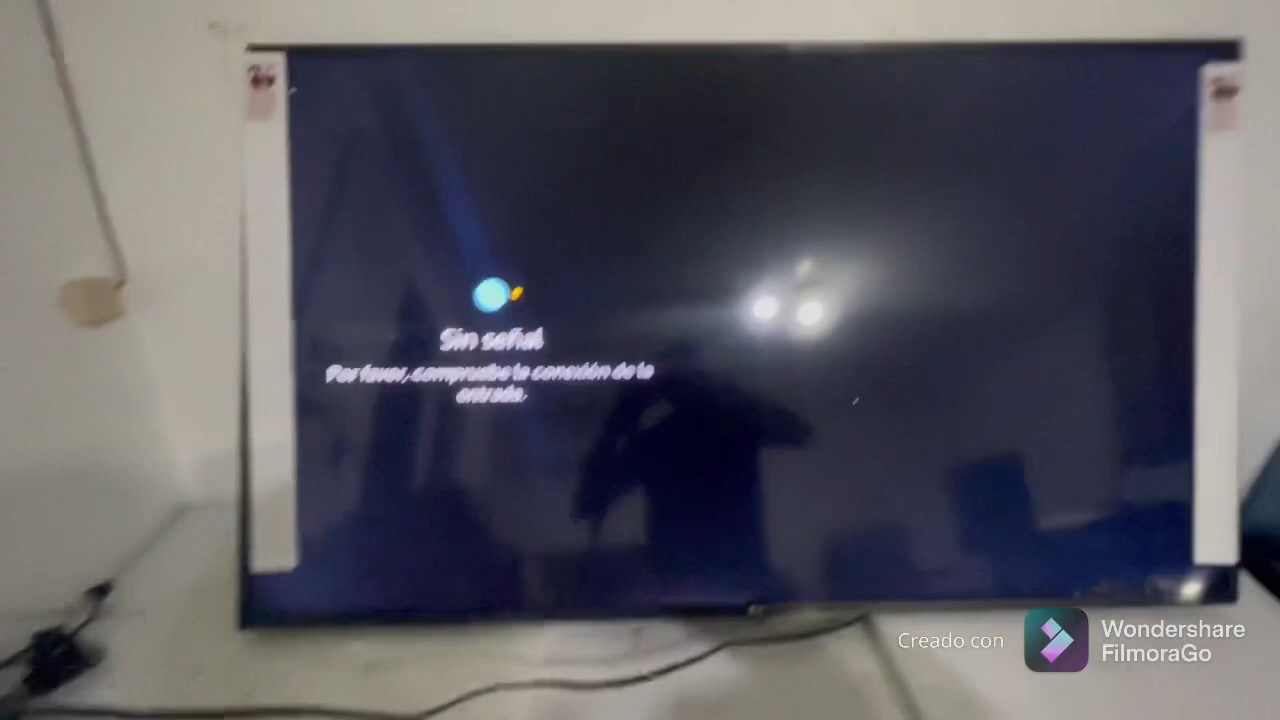 Sin señal
Por favor, compruebe la conexión de la
entrada.
Creado con
Wondershare
FilmoraGo